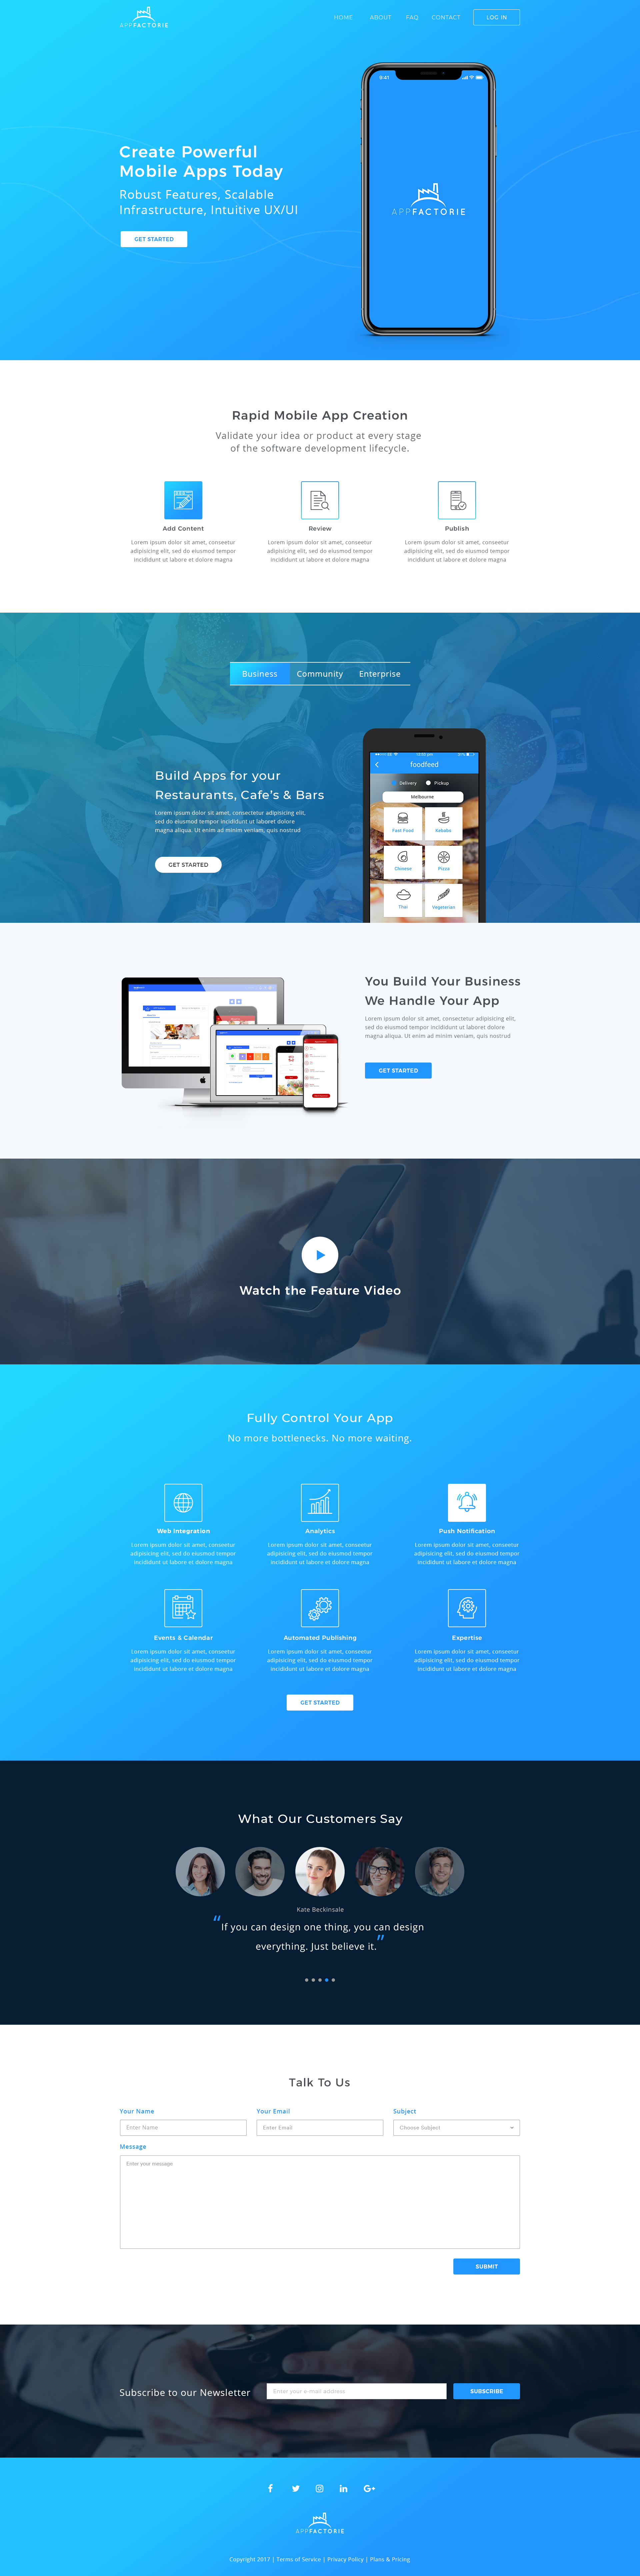 APPFACTORIE
HOME ABOUT FAQ CONTACT LOG IN
9:41
Create Powerful
Mobile Apps Today
Robust Features, Scalable
Infrastructure, Intuitive UX/UI
GET STARTED
APPFACTORIE
Rapid Mobile App Creation
Validate your idea or product at every stage
of the software development lifecycle.
Add Content
Lorem ipsum dolor sit amet, conseetur
adipisicing elit, sed do eiusmod tempor
incididunt ut labore et dolore magna
Review
Lorem ipsum dolor sit amet, conseetur
adipisicing elit, sed do eiusmod tempor
incididunt ut labore et dolore magna
Publish
Lorem ipsum dolor sit amet, conseetur
adipisicing elit, sed do eiusmod tempor
incididunt ut labore et dolore magna
Business Community Enterprise
Build Apps for your
Restaurants, Cafe's & Bars
Lorem ipsum dolor sit amet, consectetur adipisicing elit,
sed do eiusmod tempor incididunt ut laboret dolore
magna aliqua. Ut enim ad minim veniam, quis nostrud
GET STARTED
foodfeed
Delivery Pickup
Melbourne
Fast Food Kebabs
Chinese Pizza
Thai Vegeterian
You Build Your Business
We Handle Your App
Lorem ipsum dolor sit amet, consectetur adipisicing elit,
sed do eiusmod tempor incididunt ut laboret dolore
magna aliqua. Ut enim ad minim veniam, quis nostrud
GET STARTED
Watch the Feature Video
Fully Control Your App
No more bottlenecks. No more waiting.
Web Integration
Lorem ipsum dolor sit amet, conseetur
adipisicing elit, sed do eiusmod tempor
incididunt ut labore et dolore magna
Analytics
Lorem ipsum dolor sit amet, conseetur
adipisicing elit, sed do eiusmod tempor
incididunt ut labore et dolore magna
Push Notification
Lorem ipsum dolor sit amet, conseetur
adipisicing elit, sed do eiusmod tempor
incididunt ut labore et dolore magna
Events & Calendar
Lorem ipsum dolor sit amet, conseetur
adipisicing elit, sed do eiusmod tempor
incididunt ut labore et dolore magna
Automated Publishing
Lorem ipsum dolor sit amet, conseetur
adipisicing elit, sed do eiusmod tempor
incididunt ut labore et dolore magna
Expertise
Lorem ipsum dolor sit amet, conseetur
adipisicing elit, sed do eiusmod tempor
incididunt ut labore et dolore magna
GET STARTED
What Our Customers Say
Kate Beckinsale
“If you can design one thing, you can design
everything. Just believe it.”
Talk To Us
Your Name Your Email Subject
Enter Name Enter Email Choose Subject
Message
Enter your message
SUBMIT
Subscribe to our Newsletter Enter your e-mail address SUBSCRIBE
APPFACTORIE
Copyright 2017 | Terms of Service | Privacy Policy | Plans & Pricing